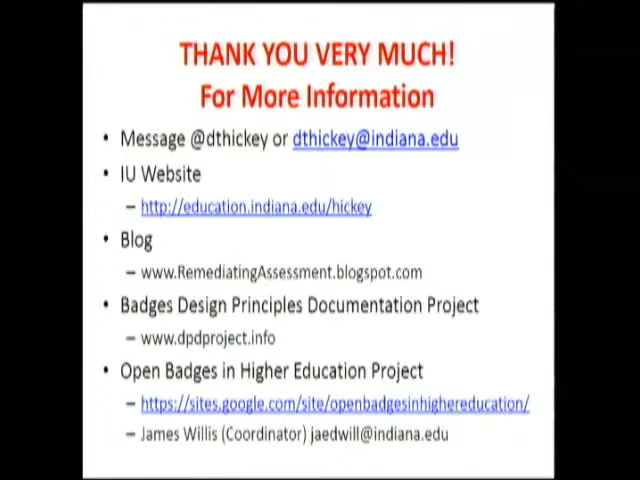 THANK YOU VERY MUCH!
For More Information
• Message @dthickey or dthickey@indiana.edu
• IU Website
– http://education.indiana.edu/hickey
• Blog
– www.RemediatingAssessment.blogspot.com
• Badges Design Principles Documentation Project
– www.dpdproject.info
• Open Badges in Higher Education Project
– https://sites.google.com/site/openbadgesinhighereducation/
– James Willis (Coordinator) jaedwill@indiana.edu